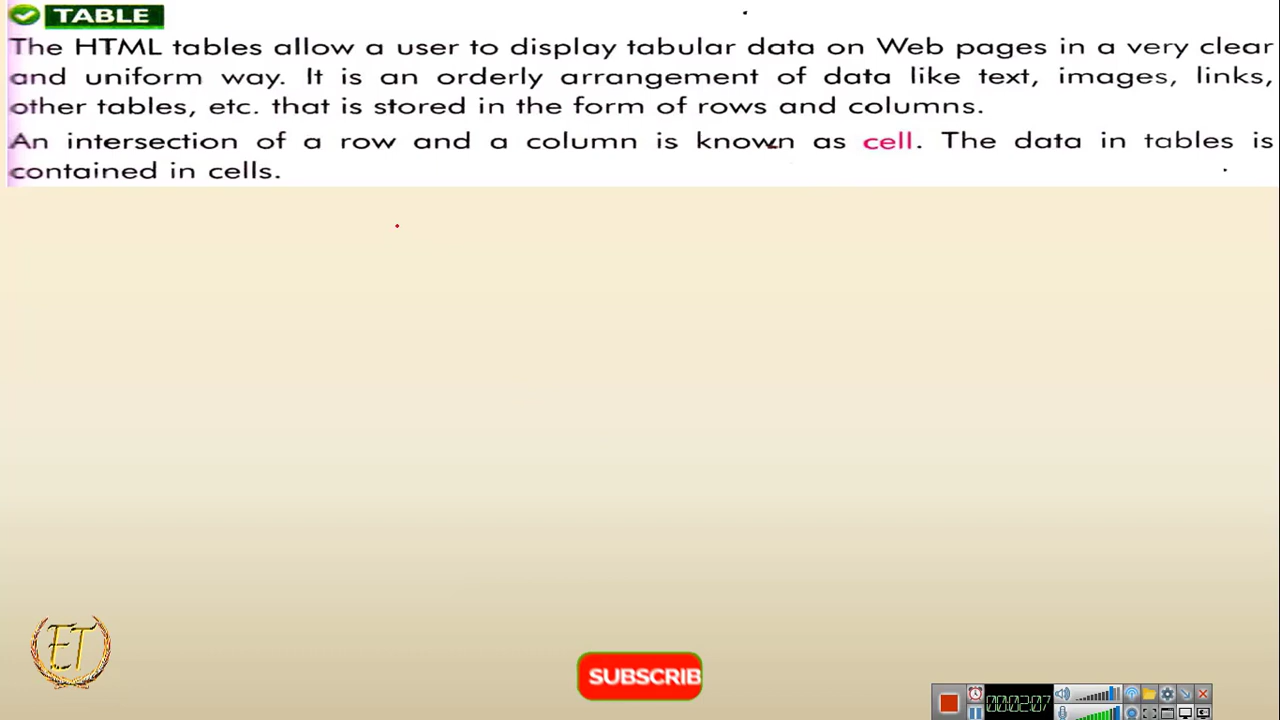 TABLE
The HTML tables allow a user to display tabular data on Web pages in a very clear
and uniform way. It is an orderly arrangement of data like text, images, links,
other tables, etc. that is stored in the form of rows and columns.
An intersection of a row and a column is known as cell. The data in tables is
contained in cells.
ET
SUBSCRIB
00:02:07